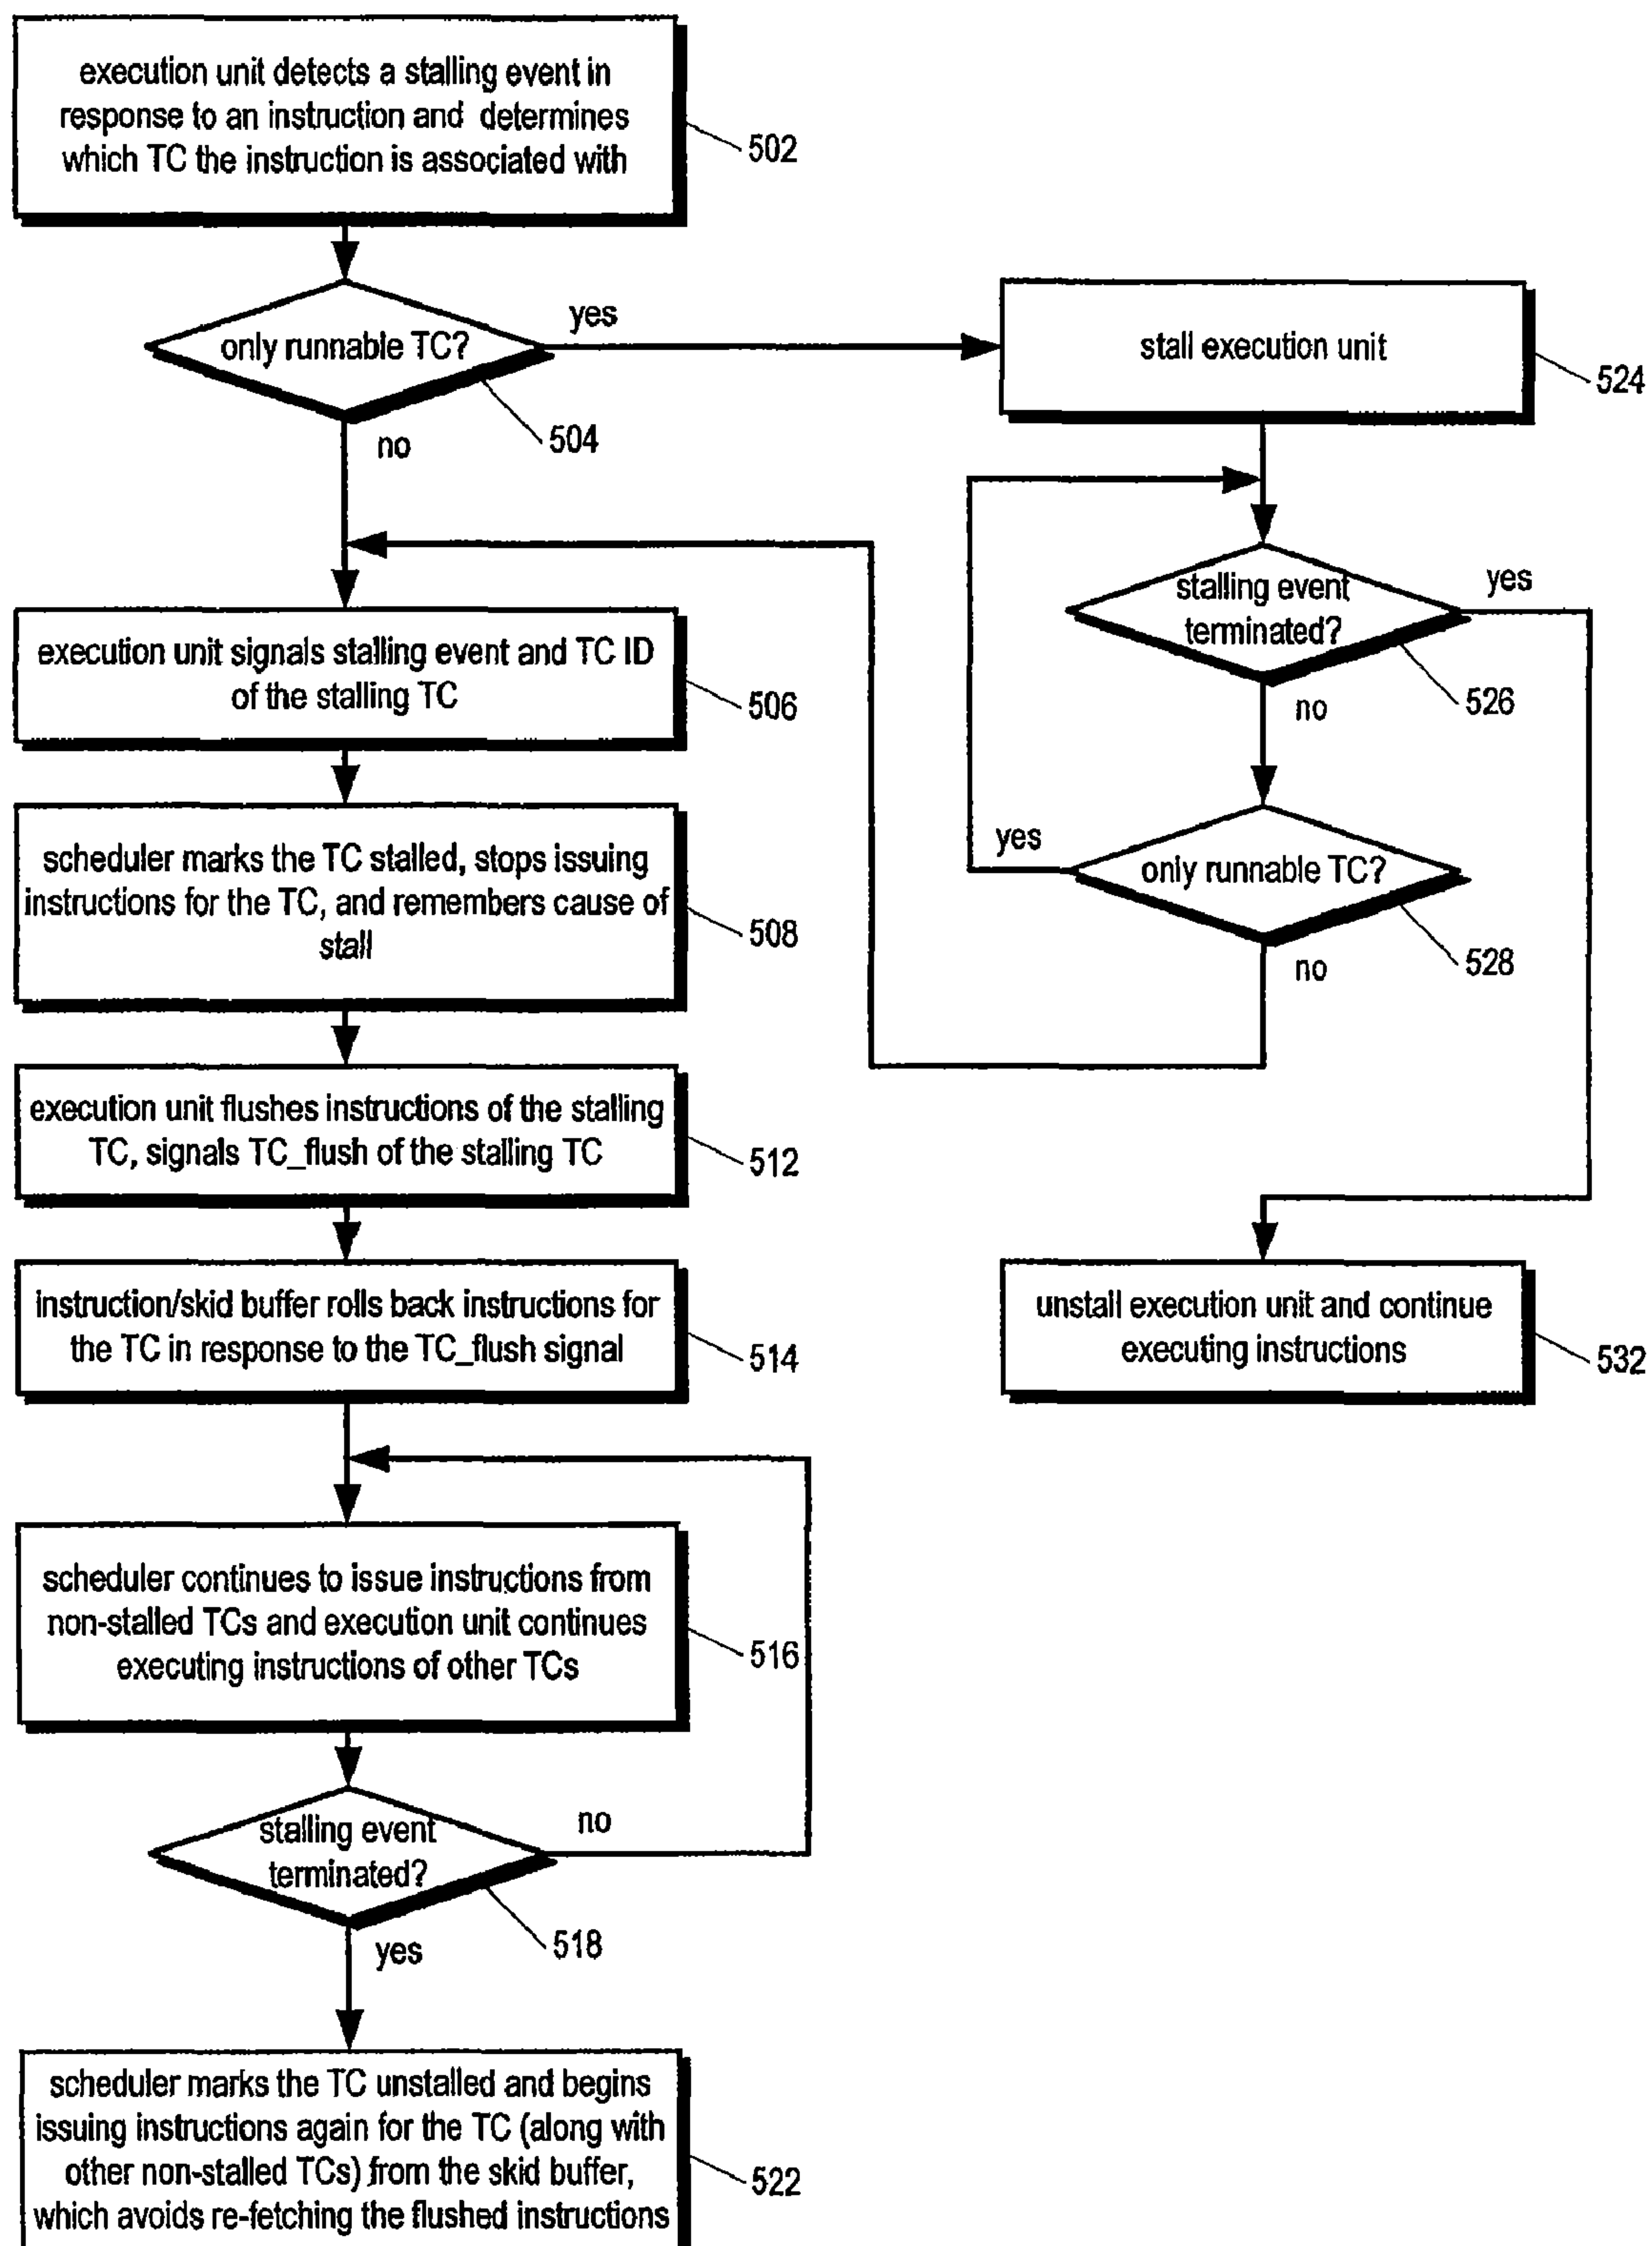 execution unit detects a stalling event in
response to an instruction and determines
which TC the instruction is associated with
502
only runnable TC?
yes
504
no
stall execution unit
524
execution unit signals stalling event and TC ID
of the stalling TC
506
stalling event
terminated?
yes
526
no
scheduler marks the TC stalled, stops issuing
instructions for the TC, and remembers cause of
stall
508
yes
only runnable TC?
528
no
execution unit flushes instructions of the stalling
TC, signals TC_flush of the stalling TC
512
instruction/skid buffer rolls back instructions for
the TC in response to the TC_flush signal
514
unstall execution unit and continue
executing instructions
532
scheduler continues to issue instructions from
non-stalled TCs and execution unit continues
executing instructions of other TCs
516
stalling event
terminated?
no
518
yes
scheduler marks the TC unstalled and begins
issuing instructions again for the TC (along with
other non-stalled TCs) from the skid buffer,
which avoids re-fetching the flushed instructions
522